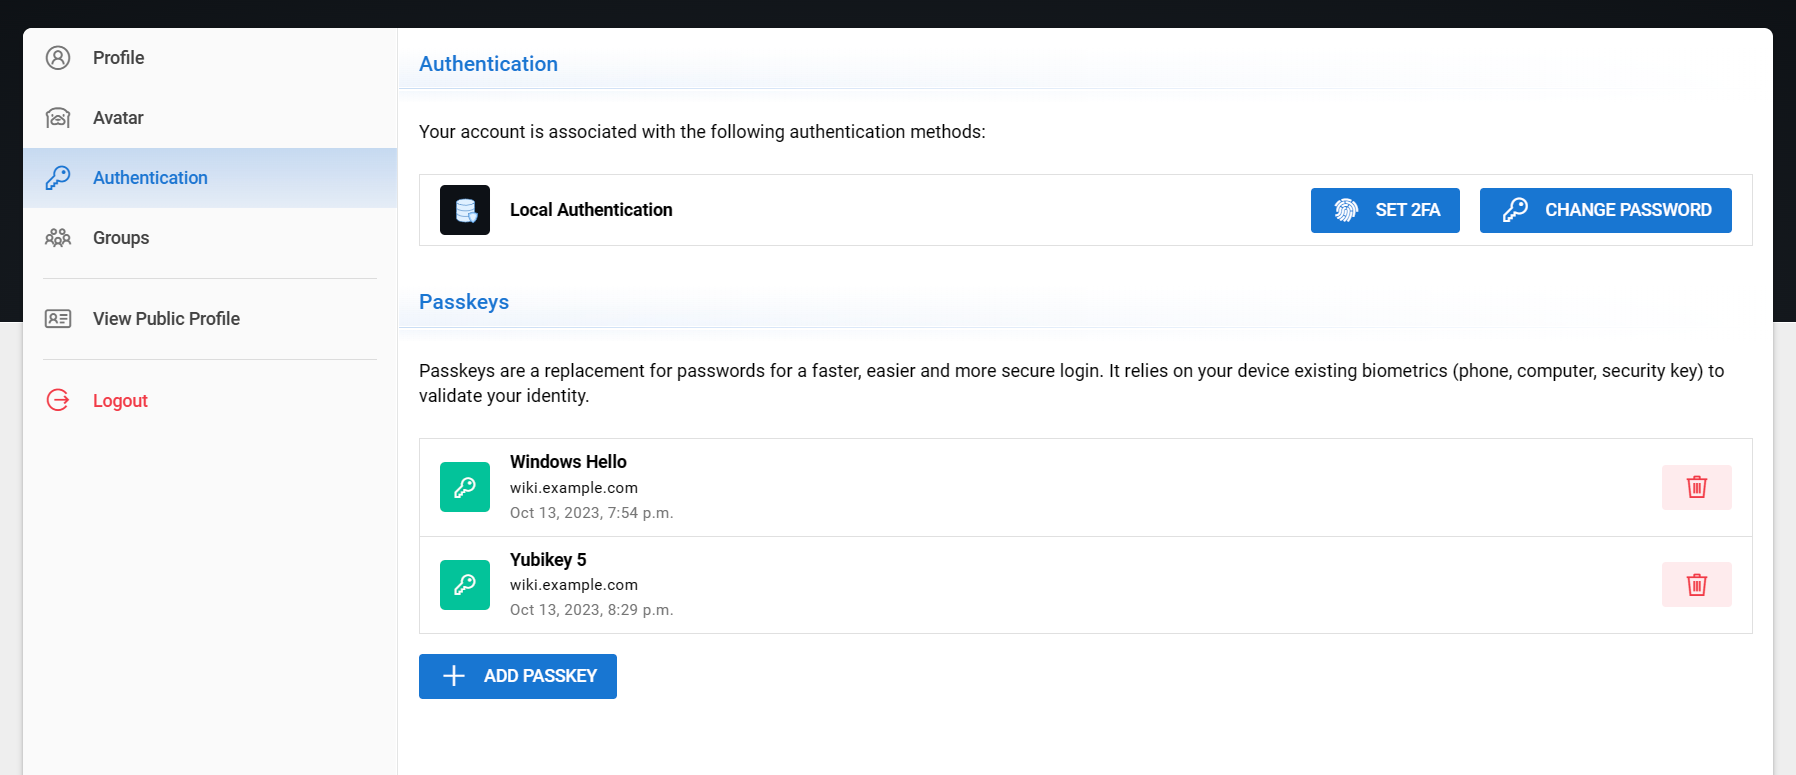 Profile
Avatar
Authentication
Groups
View Public Profile
Logout
Authentication
Your account is associated with the following authentication methods:
Local Authentication
SET 2FA
CHANGE PASSWORD
Passkeys
Passkeys are a replacement for passwords for a faster, easier and more secure login. It relies on your device existing biometrics (phone, computer, security key) to
validate your identity.
Windows Hello
wiki.example.com
Oct 13, 2023, 7:54 p.m.
Yubikey 5
wiki.example.com
Oct 13, 2023, 8:29 p.m.
ADD PASSKEY